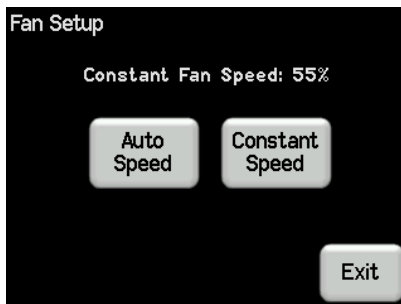 Fan Setup
Constant Fan Speed: 55%
Auto
Speed
Constant
Speed
Exit